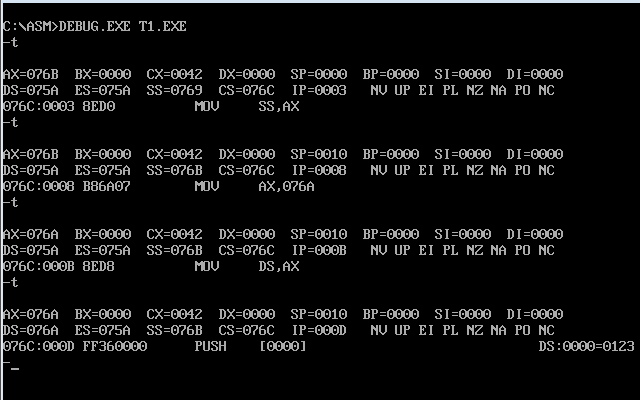 C:\ASM>DEBUG.EXE T1.EXE
-t
AX=076B  BX=0000  CX=0042  DX=0000  SP=0000  BP=0000  SI=0000  DI=0000
DS=075A  ES=075A  SS=0769  CS=076C  IP=0003   NV UP EI PL NZ NA PO NC
076C:0003 8ED0          MOV     SS,AX
-t
AX=076B  BX=0000  CX=0042  DX=0000  SP=0010  BP=0000  SI=0000  DI=0000
DS=075A  ES=075A  SS=076B  CS=076C  IP=0008   NV UP EI PL NZ NA PO NC
076C:0008 B86A07        MOV     AX,076A
-t
AX=076A  BX=0000  CX=0042  DX=0000  SP=0010  BP=0000  SI=0000  DI=0000
DS=075A  ES=075A  SS=076B  CS=076C  IP=000B   NV UP EI PL NZ NA PO NC
076C:000B 8ED8          MOV     DS,AX
-t
AX=076A  BX=0000  CX=0042  DX=0000  SP=0010  BP=0000  SI=0000  DI=0000
DS=076A  ES=075A  SS=076B  CS=076C  IP=000D   NV UP EI PL NZ NA PO NC
076C:000D FF360000      PUSH    [0000]                             DS:0000=0123
-_